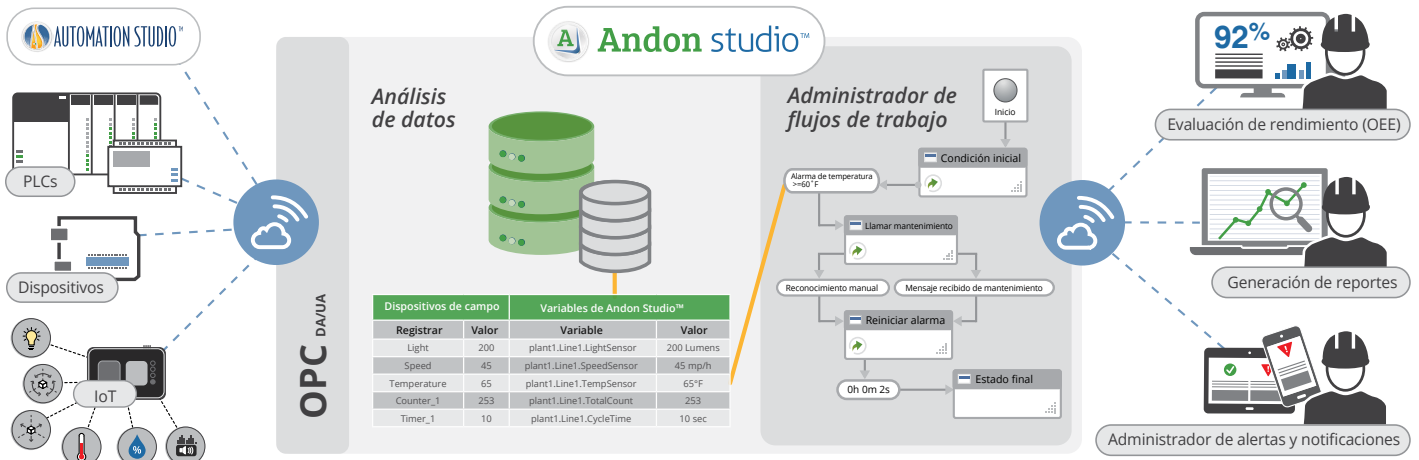 AUTOMATION STUDIO™
PLCs
Dispositivos
IoT
%
OPC DA/UA
A Andon studio™
Análisis
de datos
Dispositivos de campo Variables de Andon Studio™
Registrar Valor Variable Valor
Light 200 plant1.Line1.LightSensor 200 Lumens
Speed 45 plant1.Line1.SpeedSensor 45 mp/h
Temperature 65 plant1.Line1.TempSensor 65°F
Counter_1 253 plant1.Line1.TotalCount 253
Timer_1 10 plant1.Line1.CycleTime 10 sec
Administrador de
flujos de trabajo
Inicio
Condición inicial
Alarma de temperatura
>=60˚F
Llamar mantenimiento
Reconocimiento manual
Mensaje recibido de mantenimiento
Reiniciar alarma
0h 0m 2s
Estado final
92%
Evaluación de rendimiento (OEE)
Generación de reportes
Administrador de alertas y notificaciones